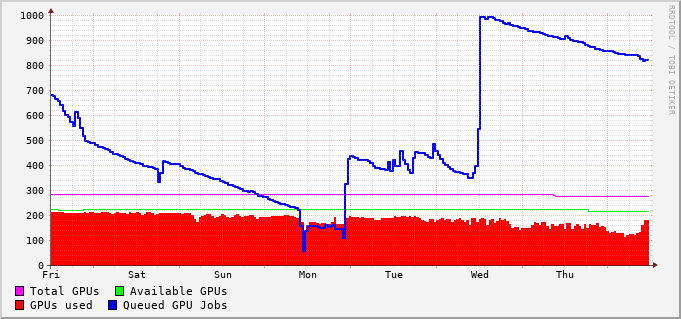 1000
900
800
700
600
500
400
300
200
100
0
Fri Sat Sun Mon Tue Wed Thu
Total GPUs Available GPUs
GPUs used Queued GPU Jobs
RRDTOOL / TOBI OETIKER